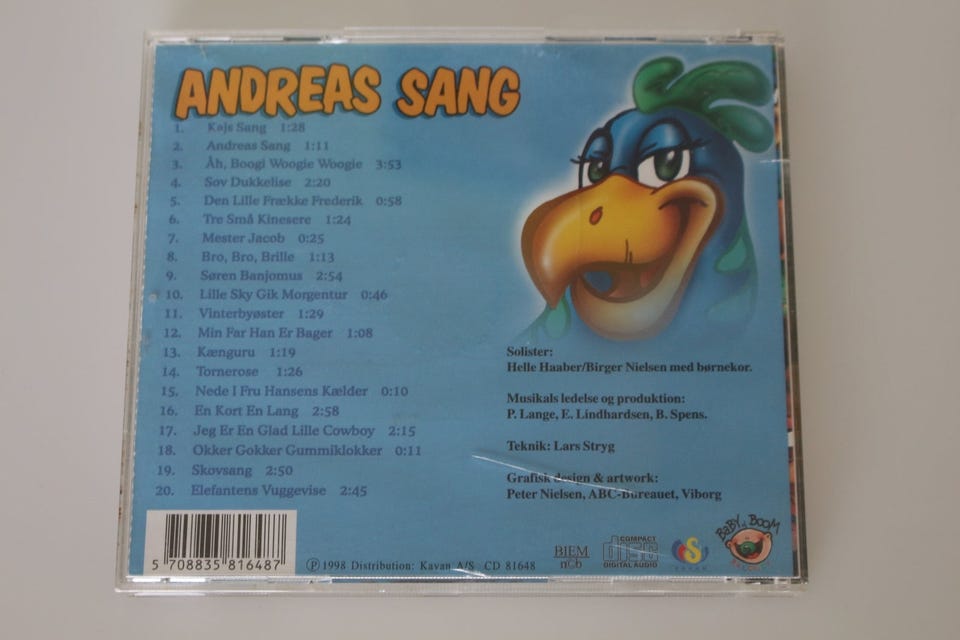 ANDREAS SANG
1. Kajs Sang 1:28
2. Andreas Sang 1:11
3. Åh, Boogi Woogie Woogie 3:53
4. Sov Dukkelise 2:20
5. Den Lille Frække Frederik 0:58
6. Tre Små Kinesere 1:24
7. Mester Jacob 0:25
8. Bro, Bro, Brille 1:13
9. Søren Banjomus 2:54
10. Lille Sky Gik Morgentur 0:46
11. Vinterbyøster 1:29
12. Min Far Han Er Bager 1:08
13. Kænguru 1:19
14. Tornerose 1:26
15. Nede I Fru Hansens Kælder 0:10
16. En Kort En Lang 2:58
17. Jeg Er En Glad Lille Cowboy 2:15
18. Okker Gokker Gummiklokker 0:11
19. Skovsang 2:50
20. Elefantens Vuggevise 2:45
Solister:
Helle Haaber/Birger Nielsen med børnekor.
Musikals ledelse og produktion:
P. Lange, E. Lindhardsen, B. Spens.
Teknik: Lars Stryg
Grafisk design & artwork:
Peter Nielsen, ABC-Bureauet, Viborg
5 708835 816487
Ⓟ 1998 Distribution: Kavan A/S CD 81648
BIEM
ncb
COMPACT
disc
DIGITAL AUDIO
S
KAVAN
BABY BOOM